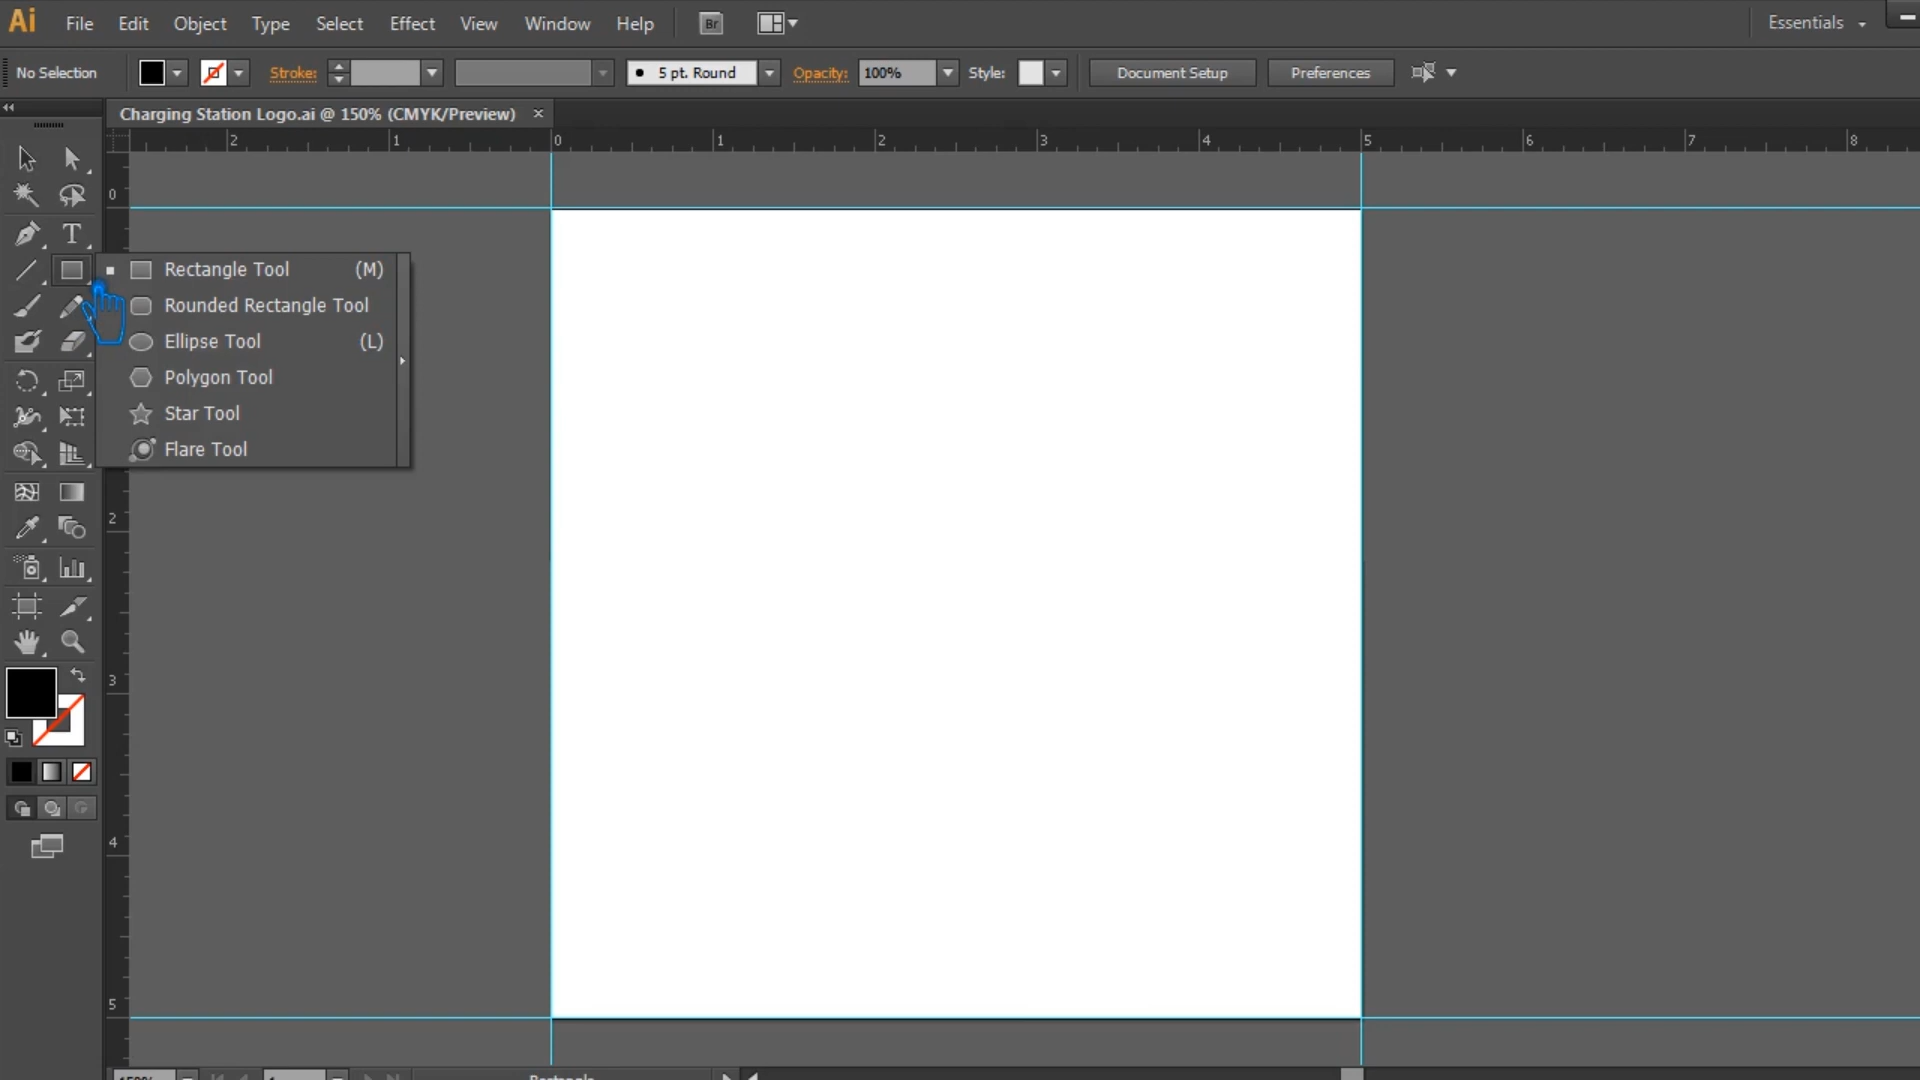 Ai File Edit Object Type Select Effect View Window Help Br Essentials
No Selection Stroke: 5 pt. Round Opacity: 100% Style: Document Setup Preferences
Charging Station Logo.ai @ 150% (CMYK/Preview) ×
2 1 0 1 2 3 4 5 6 7 8
0
T
Rectangle Tool (M)
Rounded Rectangle Tool
Ellipse Tool (L)
Polygon Tool
Star Tool
Flare Tool
2
3
4
5